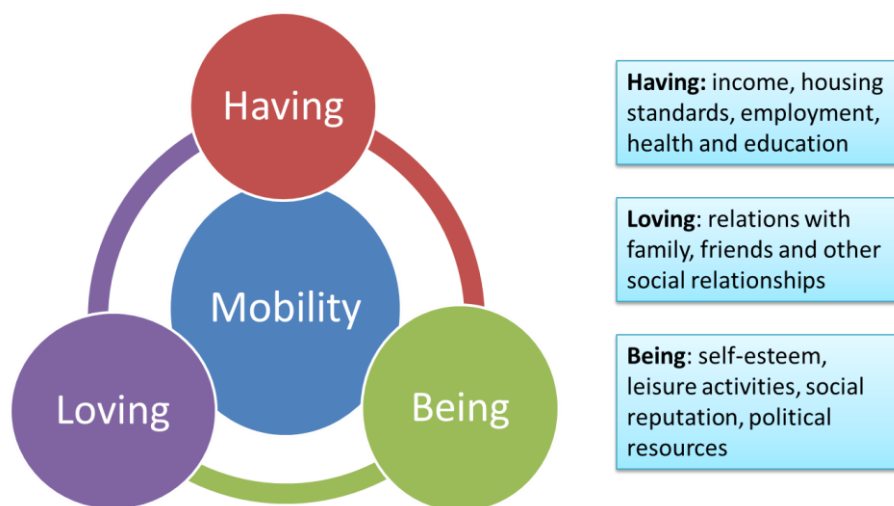 Having
Mobility
Loving
Being
Having: income, housing
standards, employment,
health and education
Loving: relations with
family, friends and other
social relationships
Being: self-esteem,
leisure activities, social
reputation, political
resources